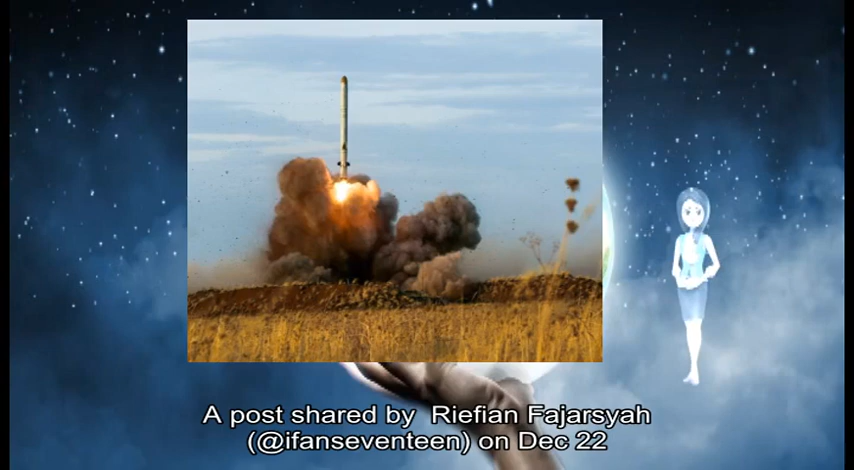 A post shared by  Riefian Fajarsyah
(@ifanseventeen) on Dec 22